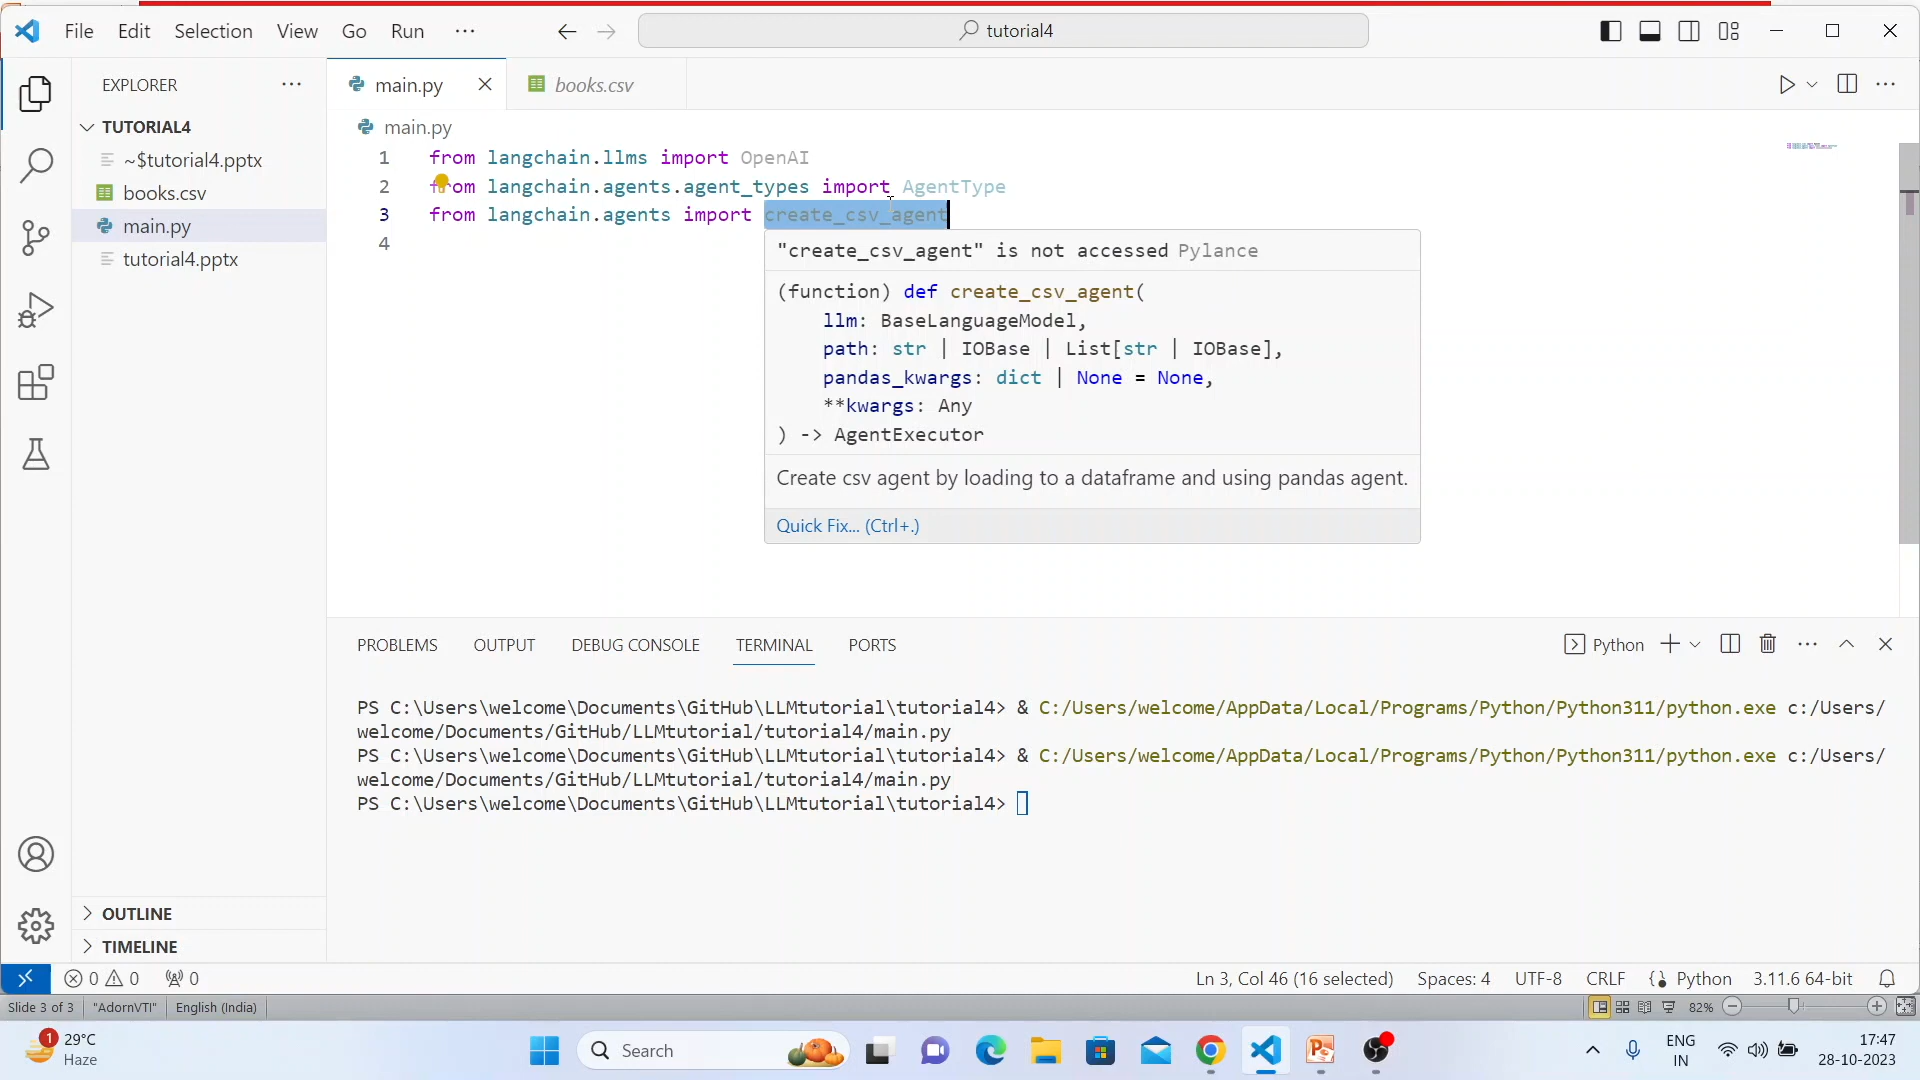 File Edit Selection View Go Run ··· tutorial4
EXPLORER ···
main.py
books.csv
TUTORIAL4
~$tutorial4.pptx
books.csv
main.py
tutorial4.pptx
main.py
1 from langchain.llms import OpenAI
2 from langchain.agents.agent_types import AgentType
3 from langchain.agents import create_csv_agent
4
"create_csv_agent" is not accessed Pylance
(function) def create_csv_agent(
llm: BaseLanguageModel,
path: str | IOBase | List[str | IOBase],
pandas_kwargs: dict | None = None,
**kwargs: Any
) -> AgentExecutor
Create csv agent by loading to a dataframe and using pandas agent.
Quick Fix... (Ctrl+.)
PROBLEMS OUTPUT DEBUG CONSOLE TERMINAL PORTS Python
PS C:\Users\welcome\Documents\GitHub\LLMtutorial\tutorial4> & C:/Users/welcome/AppData/Local/Programs/Python/Python311/python.exe c:/Users/
welcome/Documents/GitHub/LLMtutorial/tutorial4/main.py
PS C:\Users\welcome\Documents\GitHub\LLMtutorial\tutorial4> & C:/Users/welcome/AppData/Local/Programs/Python/Python311/python.exe c:/Users/
welcome/Documents/GitHub/LLMtutorial/tutorial4/main.py
PS C:\Users\welcome\Documents\GitHub\LLMtutorial\tutorial4>
OUTLINE
TIMELINE
0 0 0 Ln 3, Col 46 (16 selected) Spaces: 4 UTF-8 CRLF Python 3.11.6 64-bit
Slide 3 of 3 "AdornVTI" English (India) 82%
1 29°C
Haze
Search
ENG
IN
17:47
28-10-2023